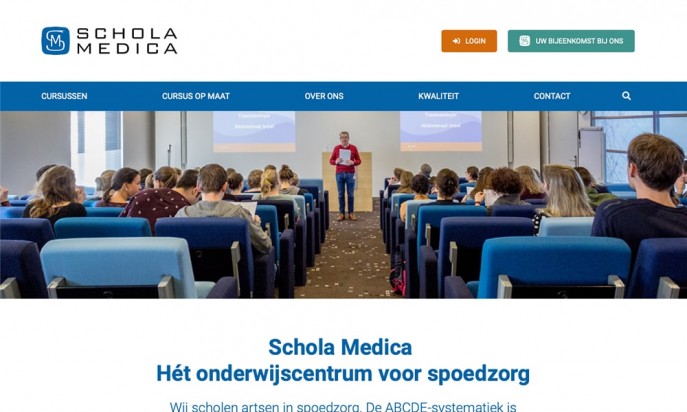 SCHOLA
MEDICA
LOGIN
UW BIJEENKOMST BIJ ONS
CURSUSSEN
CURSUS OP MAAT
OVER ONS
KWALITEIT
CONTACT
Schola Medica
Hét onderwijscentrum voor spoedzorg
Wij scholen artsen in spoedzorg. De ABCDE-systematiek is